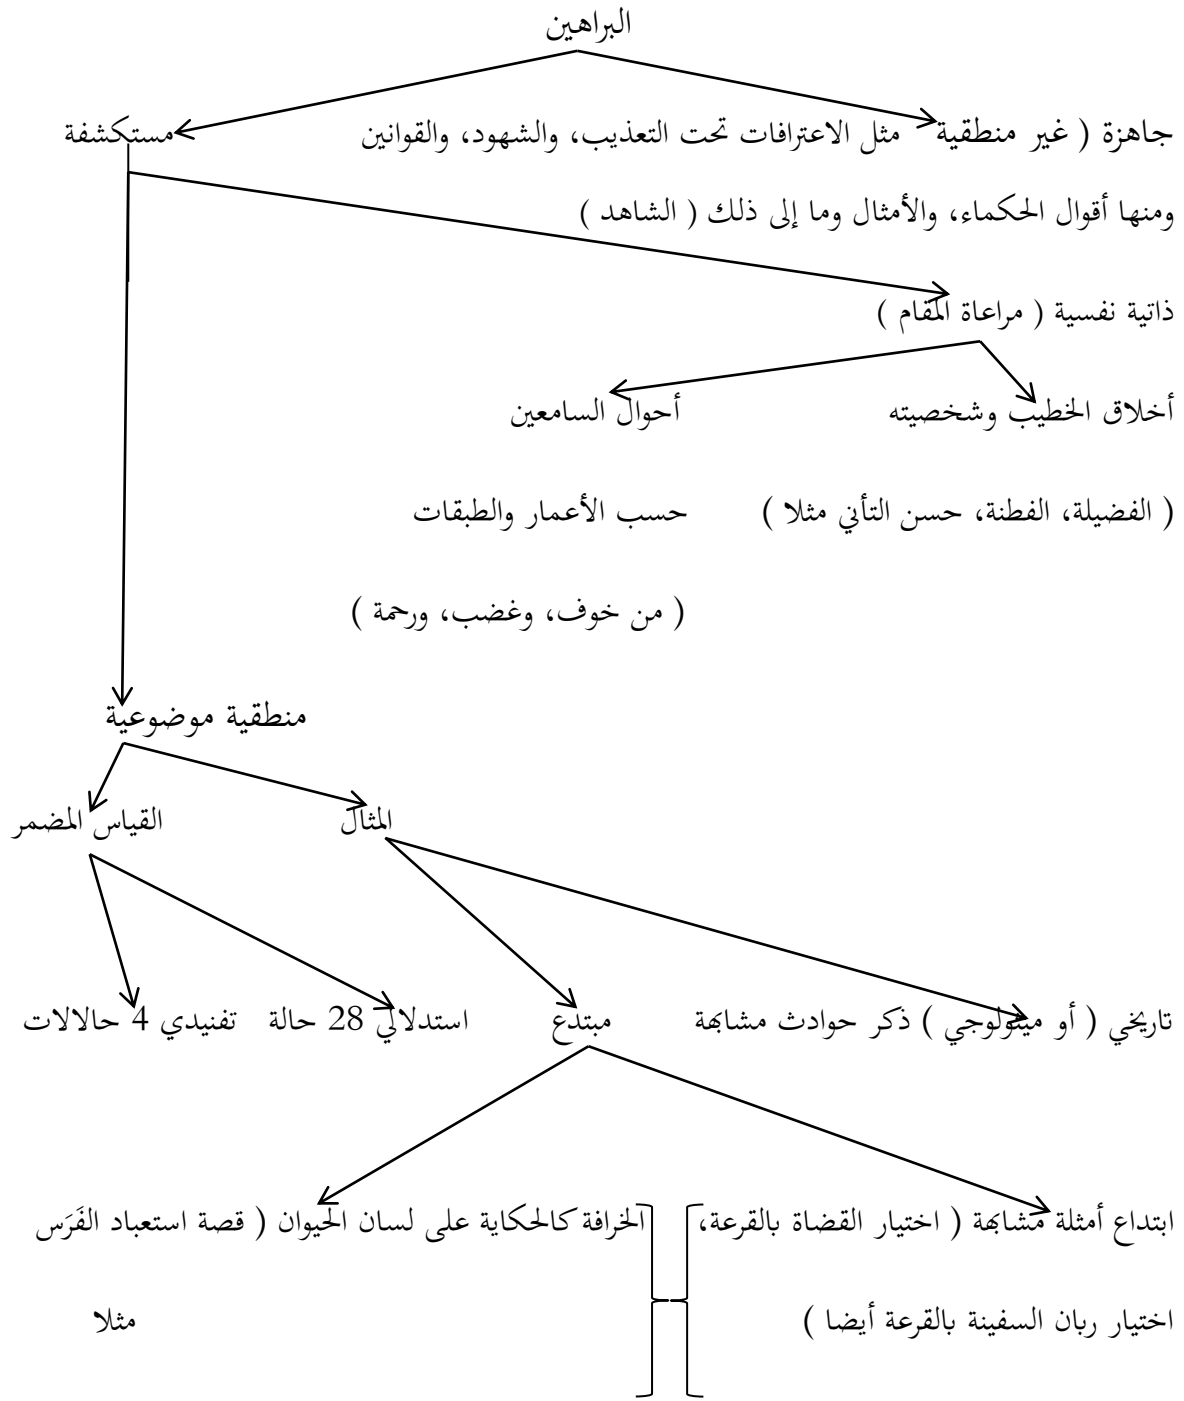 البراهين
جاهزة ( غير منطقية مثل الاعترافات تحت التعذيب، والشهود، والقوانين مستكشفة
ومنها أقوال الحكماء، والأمثال وما إلى ذلك ( الشاهد )
ذاتية نفسية ( مراعاة المقام )
أخلاق الخطيب وشخصيته أحوال السامعين
( الفضيلة، الفطنة، حسن التأني مثلا ) حسب الأعمار والطبقات
( من خوف، وغضب، ورحمة )
منطقية موضوعية
المثال القياس المضمر
تاريخي ( أو ميثولوجي ) ذكر حوادث مشابهة مبتدع استدلالي 28 حالة تفنيدي 4 حالالات
ابتداع أمثلة مشابهة ( اختيار القضاة بالقرعة، الخرافة كالحكاية على لسان الحيوان ( قصة استعباد الفَرَس
اختيار ربان السفينة بالقرعة أيضا ) مثلا